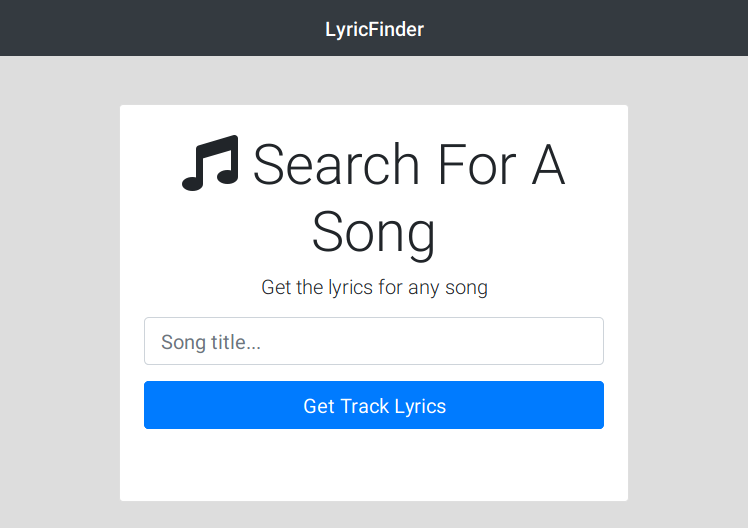 LyricFinder
Search For A
Song
Get the lyrics for any song
Song title...
Get Track Lyrics